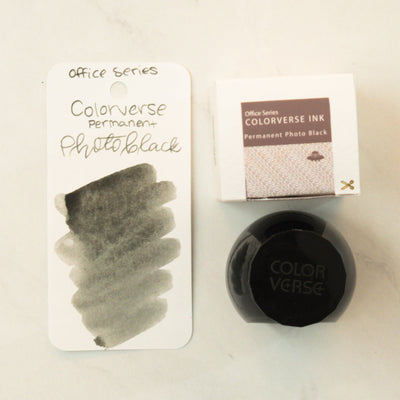 Office Series
Colorverse
Permanent
Photo black
Office Series
COLORVERSE INK
Permanent Photo Black
COLOR
VERSE